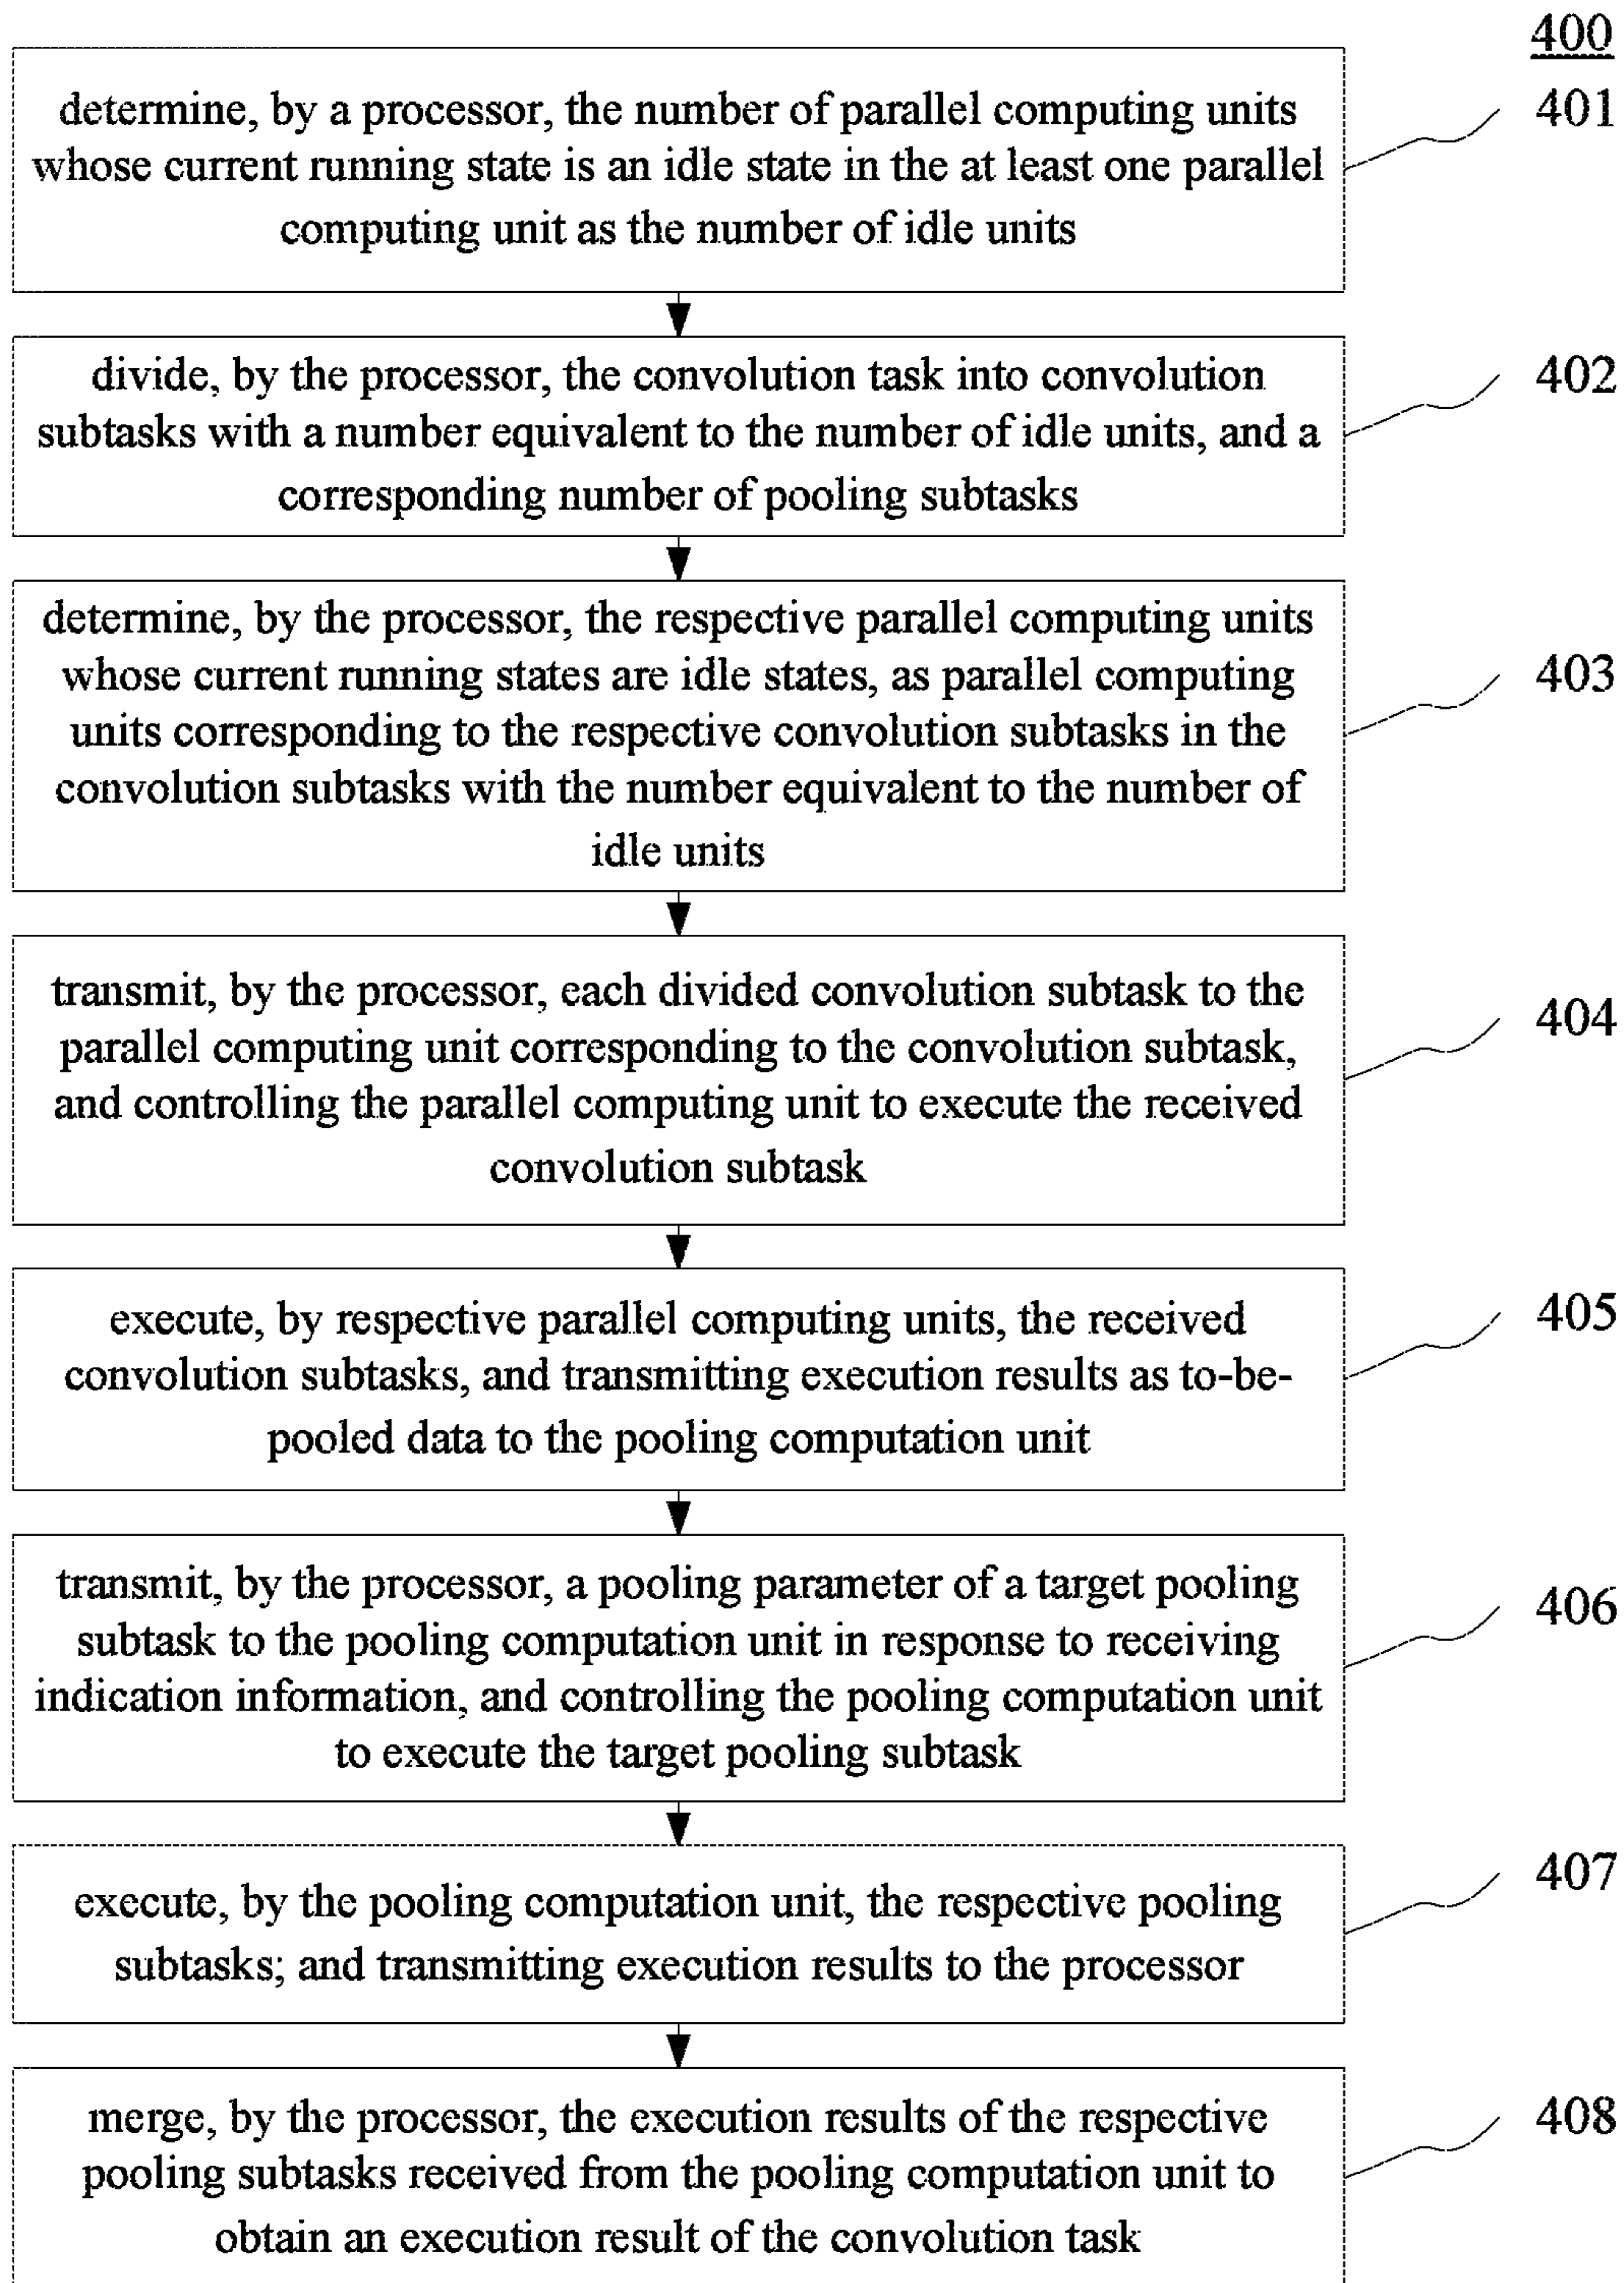 400
determine, by a processor, the number of parallel computing units
whose current running state is an idle state in the at least one parallel
computing unit as the number of idle units
401
divide, by the processor, the convolution task into convolution
subtasks with a number equivalent to the number of idle units, and a
corresponding number of pooling subtasks
402
determine, by the processor, the respective parallel computing units
whose current running states are idle states, as parallel computing
units corresponding to the respective convolution subtasks in the
convolution subtasks with the number equivalent to the number of
idle units
403
transmit, by the processor, each divided convolution subtask to the
parallel computing unit corresponding to the convolution subtask,
and controlling the parallel computing unit to execute the received
convolution subtask
404
execute, by respective parallel computing units, the received
convolution subtasks, and transmitting execution results as to-be-
pooled data to the pooling computation unit
405
transmit, by the processor, a pooling parameter of a target pooling
subtask to the pooling computation unit in response to receiving
indication information, and controlling the pooling computation unit
to execute the target pooling subtask
406
execute, by the pooling computation unit, the respective pooling
subtasks; and transmitting execution results to the processor
407
merge, by the processor, the execution results of the respective
pooling subtasks received from the pooling computation unit to
obtain an execution result of the convolution task
408